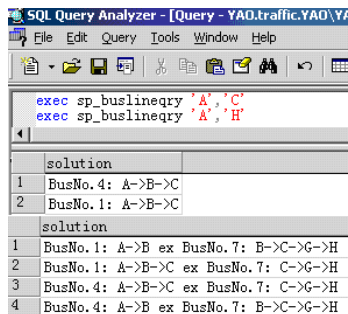 SQL Query Analyzer - [Query - YAO.traffic.YAO\YA
File Edit Query Tools Window Help
exec sp_buslineqry 'A','C'
exec sp_buslineqry 'A','H'
solution
1 BusNo.4: A->B->C
2 BusNo.1: A->B->C
solution
1 BusNo.1: A->B ex BusNo.7: B->C->G->H
2 BusNo.1: A->B->C ex BusNo.7: C->G->H
3 BusNo.4: A->B->C ex BusNo.7: C->G->H
4 BusNo.4: A->B ex BusNo.7: B->C->G->H